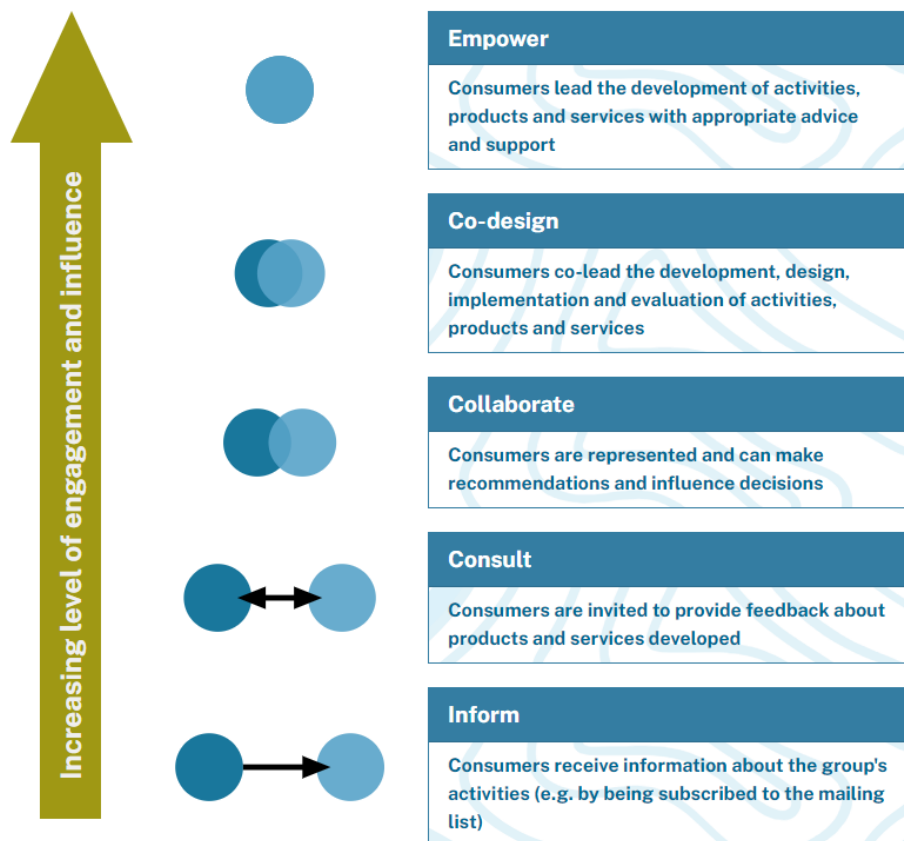 Increasing level of engagement and influence
Empower
Consumers lead the development of activities,
products and services with appropriate advice
and support
Co-design
Consumers co-lead the development, design,
implementation and evaluation of activities,
products and services
Collaborate
Consumers are represented and can make
recommendations and influence decisions
Consult
Consumers are invited to provide feedback about
products and services developed
Inform
Consumers receive information about the group's
activities (e.g. by being subscribed to the mailing
list)